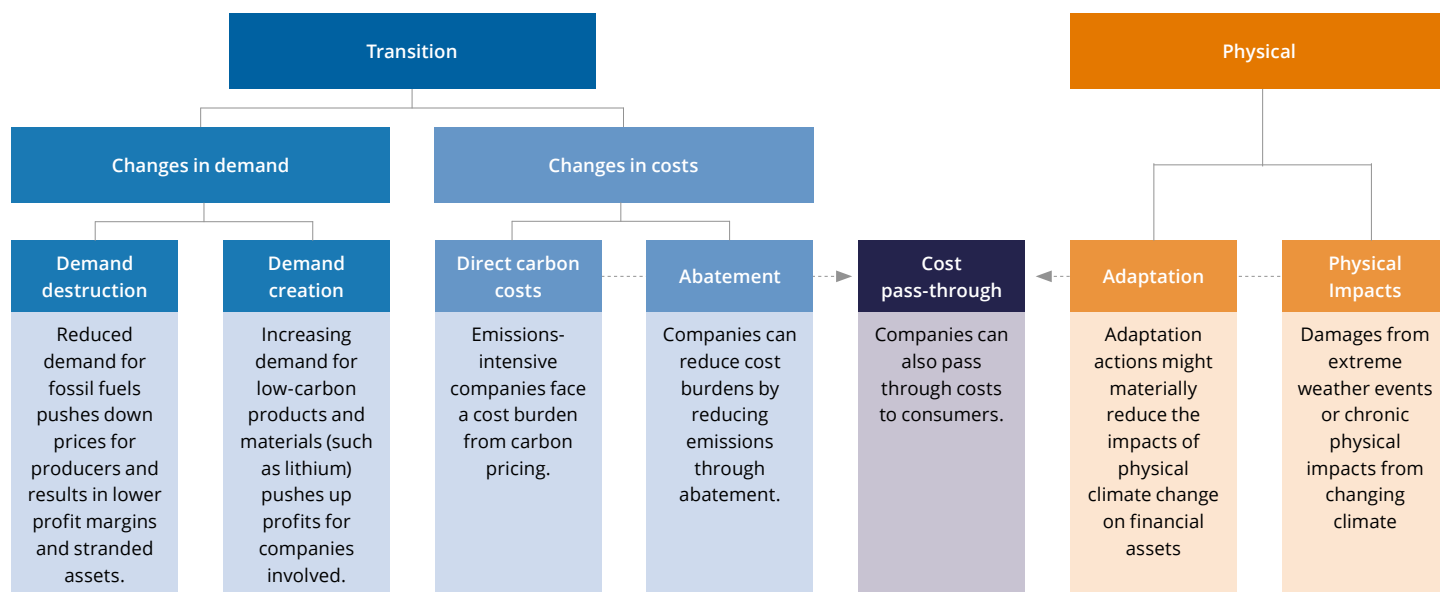 Transition
Physical
Changes in demand
Changes in costs
Demand
destruction
Reduced
demand for
fossil fuels
pushes down
prices for
producers and
results in lower
profit margins
and stranded
assets.
Demand
creation
Increasing
demand for
low-carbon
products and
materials (such
as lithium)
pushes up
profits for
companies
involved.
Direct carbon
costs
Emissions-
intensive
companies face
a cost burden
from carbon
pricing.
Abatement
Companies can
reduce cost
burdens by
reducing
emissions
through
abatement.
Cost
pass-through
Companies can
also pass
through costs
to consumers.
Adaptation
Adaptation
actions might
materially
reduce the
impacts of
physical
climate change
on financial
assets
Physical
Impacts
Damages from
extreme
weather events
or chronic
physical
impacts from
changing
climate